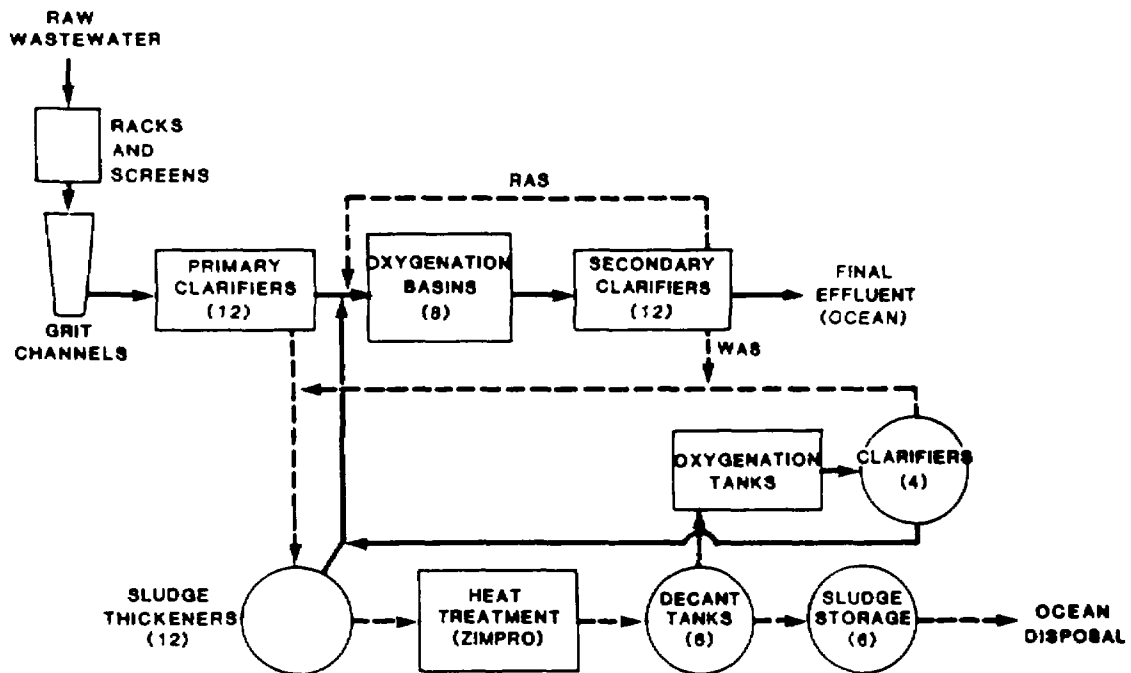 RAW
WASTEWATER
RACKS
AND
SCREENS
GRIT
CHANNELS
PRIMARY
CLARIFIERS
(12)
RAS
OXYGENATION
BASINS
(8)
SECONDARY
CLARIFIERS
(12)
FINAL
EFFLUENT
(OCEAN)
WAS
OXYGENATION
TANKS
CLARIFIERS
(4)
SLUDGE
THICKENERS
(12)
HEAT
TREATMENT
(ZIMPRO)
DECANT
TANKS
(6)
SLUDGE
STORAGE
(6)
OCEAN
DISPOSAL